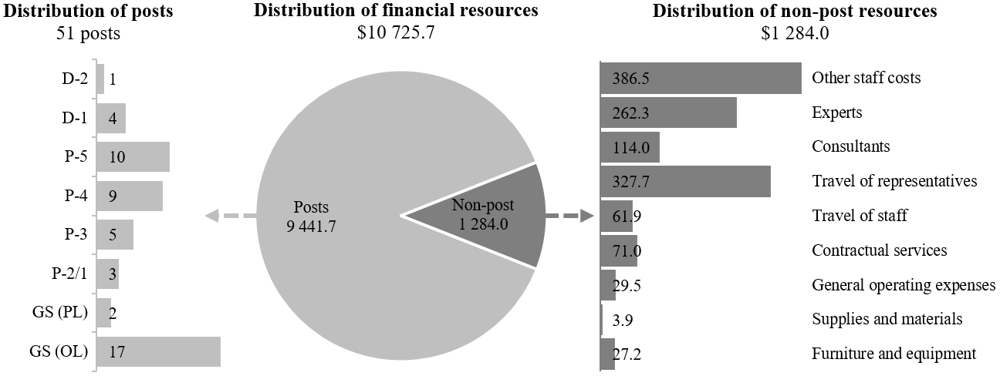 Distribution of posts
51 posts
D-2 1
D-1 4
P-5 10
P-4 9
P-3 5
P-2/1 3
GS (PL) 2
GS (OL) 17
Distribution of financial resources
$10 725.7
Posts
9 441.7
Non-post
1 284.0
Distribution of non-post resources
$1 284.0
386.5 Other staff costs
262.3 Experts
114.0 Consultants
327.7 Travel of representatives
61.9 Travel of staff
71.0 Contractual services
29.5 General operating expenses
3.9 Supplies and materials
27.2 Furniture and equipment